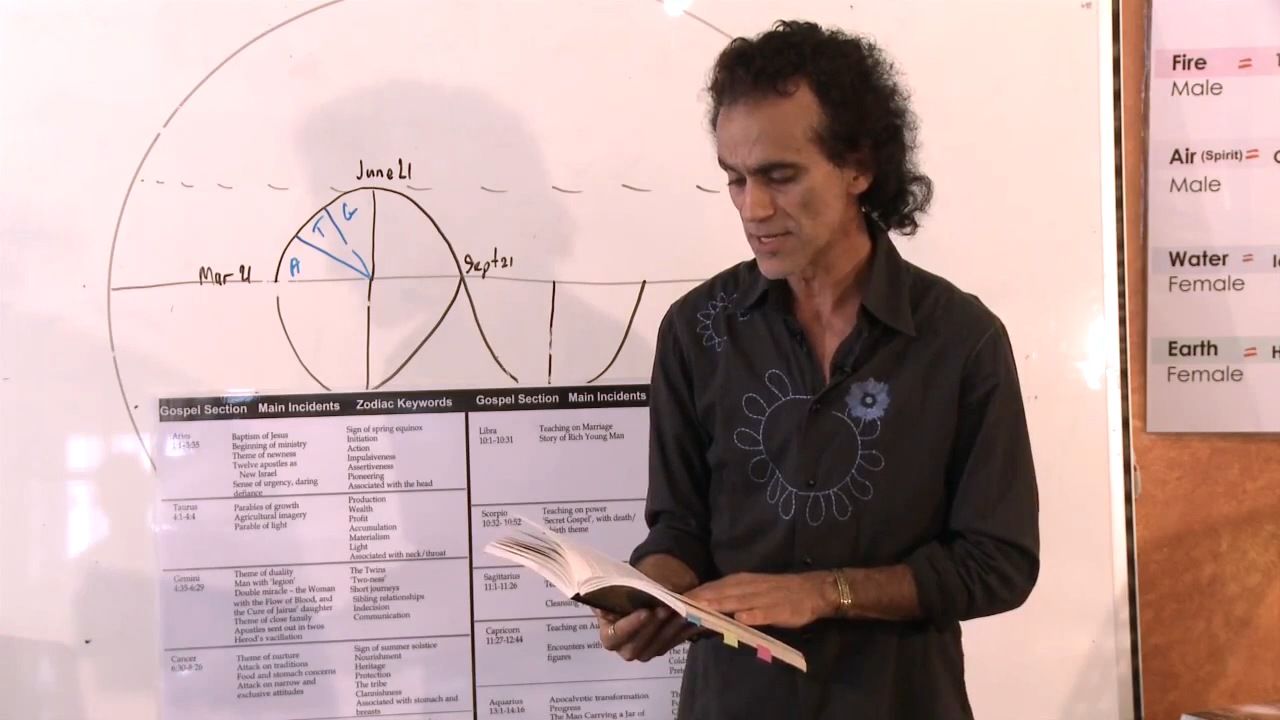 June 21
Mar 21
Sept 21
A
T
G
Gospel Section Main Incidents Zodiac Keywords
Aries
1:1-3:35
Baptism of Jesus
Beginning of ministry
Theme of newness
Twelve apostles as
New Israel
Sense of urgency, daring
defiance
Sign of spring equinox
Initiation
Action
Impulsiveness
Assertiveness
Pioneering
Associated with the head
Taurus
4:1-4:4
Parables of growth
Agricultural imagery
Parable of light
Production
Wealth
Profit
Accumulation
Materialism
Light
Associated with neck/throat
Gemini
4:35-6:29
Theme of duality
Man with 'legion'
Double miracle – the Woman
with the Flow of Blood, and
the Cure of Jairus' daughter
Theme of close family
Apostles sent out in twos
Herod's vacillation
The Twins
'Two-ness'
Short journeys
Sibling relationships
Indecision
Communication
Cancer
6:30-8:26
Theme of nurture
Attack on traditions
Food and stomach concerns
Attack on narrow and
exclusive attitudes
Sign of summer solstice
Nourishment
Heritage
Protection
The tribe
Clannishness
Associated with stomach and
breasts
Gospel Section Main Incidents
Libra
10:1-10:31
Teaching on Marriage
Story of Rich Young Man
Scorpio
10:32-10:52
Teaching on power
'Secret Gospel', with death/
Sagittarius
11:1-11:26
Cleansing
Capricorn
11:27-12:44
Teaching on
Encounters with
figures
Aquarius
13:1-14:16
Apocalyptic transformation
Progress
The Man Carrying a Jar of
Fire =
Male
Air (Spirit) =
Male
Water =
Female
Earth =
Female